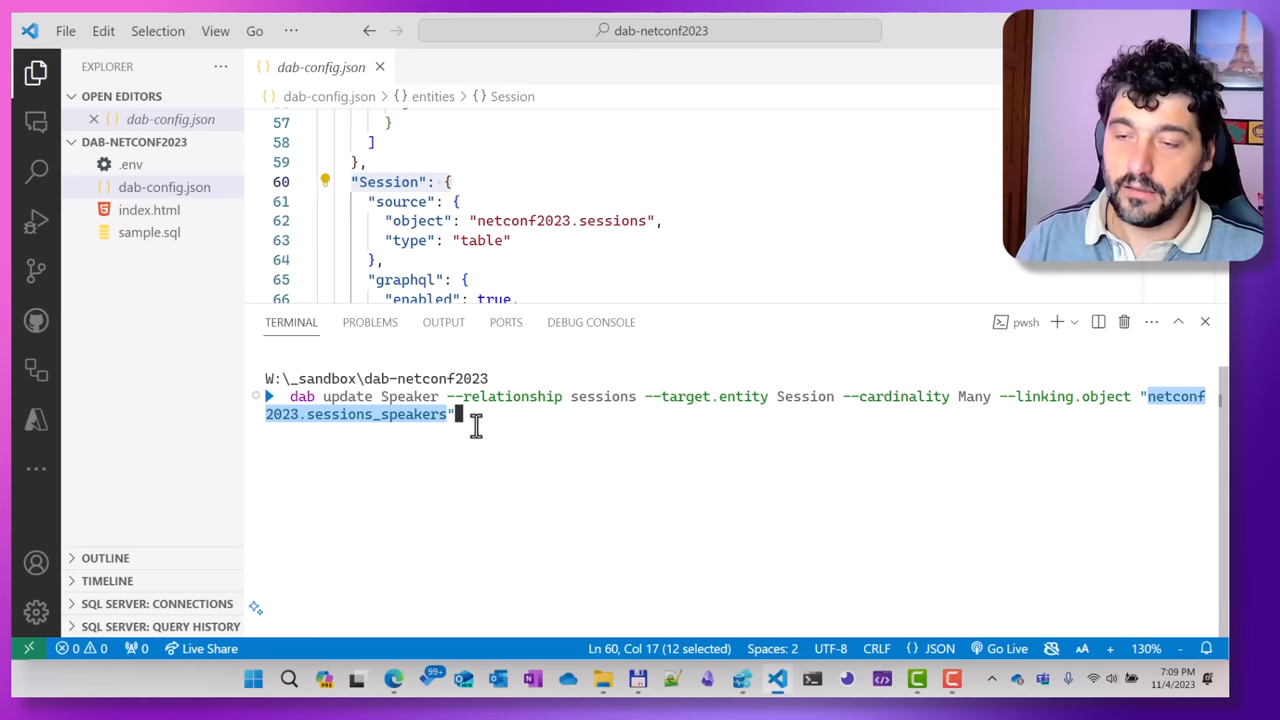 File Edit Selection View Go ···
dab-netconf2023
EXPLORER ···
OPEN EDITORS
dab-config.json
DAB-NETCONF2023
.env
dab-config.json
index.html
sample.sql
OUTLINE
TIMELINE
SQL SERVER: CONNECTIONS
SQL SERVER: QUERY HISTORY
{} dab-config.json
{} dab-config.json > {} entities > {} Session
57 }
58 ]
59 },
60 "Session": {
61 "source": {
62 "object": "netconf2023.sessions",
63 "type": "table"
64 },
65 "graphql": {
66 "enabled": true,
TERMINAL PROBLEMS OUTPUT PORTS DEBUG CONSOLE
pwsh
W:\_sandbox\dab-netconf2023
dab update Speaker --relationship sessions --target.entity Session --cardinality Many --linking.object "netconf
2023.sessions_speakers"
0 0 0 Live Share Ln 60, Col 17 (12 selected) Spaces: 2 UTF-8 CRLF {} JSON Go Live 130%
99+
7:09 PM
11/4/2023